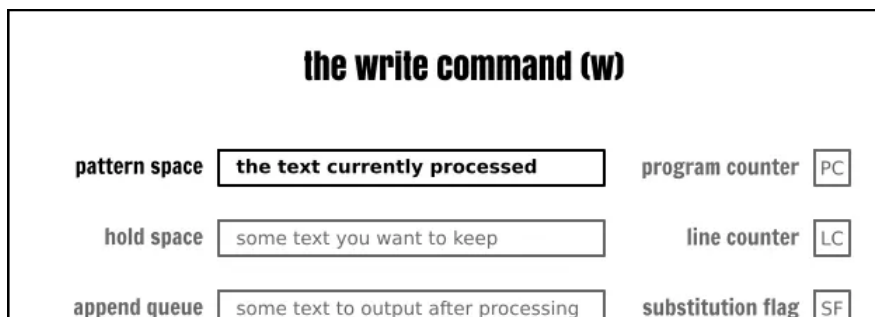 the write command (w)
pattern space the text currently processed program counter PC
hold space some text you want to keep line counter LC
append queue some text to output after processing substitution flag SF